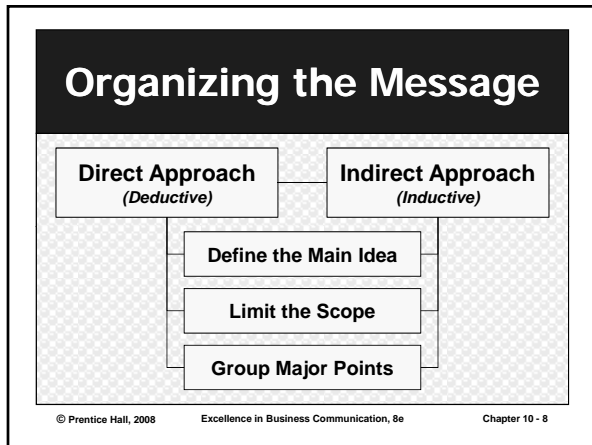 Organizing the Message
Direct Approach Indirect Approach
(Deductive) (Inductive)
Define the Main Idea
Limit the Scope
Group Major Points
© Prentice Hall, 2008 Excellence in Business Communication, 8e Chapter 10 - 8